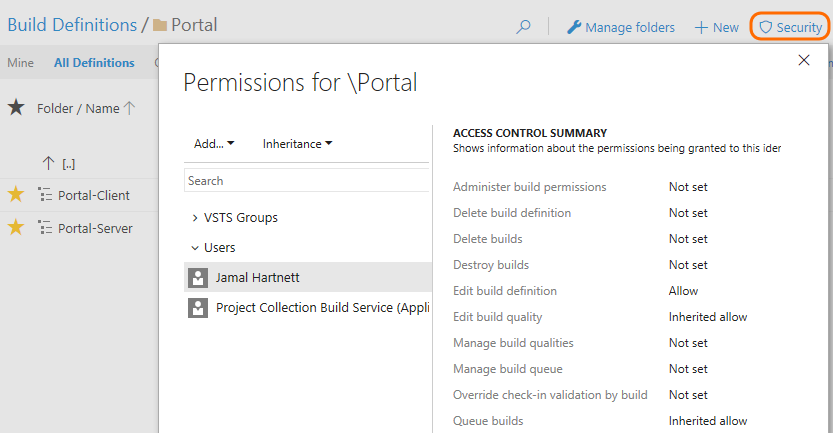 Build Definitions / Portal
Manage folders
+ New
Security
Mine
All Definitions
Folder / Name ↑
↑ [..]
Portal-Client
Portal-Server
Permissions for \Portal
Add...
Inheritance
Search
VSTS Groups
Users
Jamal Hartnett
Project Collection Build Service (Appli
ACCESS CONTROL SUMMARY
Shows information about the permissions being granted to this iden
Administer build permissions Not set
Delete build definition Not set
Delete builds Not set
Destroy builds Not set
Edit build definition Allow
Edit build quality Inherited allow
Manage build qualities Not set
Manage build queue Not set
Override check-in validation by build Not set
Queue builds Inherited allow